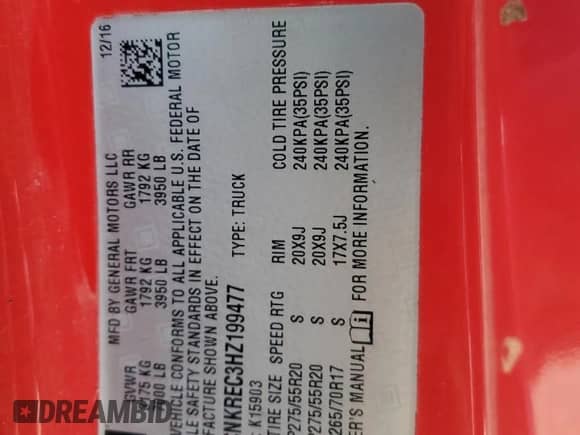 12/16
MFD BY GENERAL MOTORS LLC
GVWR GAWR FRT GAWR RR
3175 KG 1792 KG 1792 KG
LB 3950 LB 3950 LB
VEHICLE CONFORMS TO ALL APPLICABLE U.S. FEDERAL MOTOR
LE SAFETY STANDARDS IN EFFECT ON THE DATE OF
FACTURE SHOWN ABOVE.
NKREC3HZ199477 TYPE: TRUCK
: K15903
TIRE SIZE SPEED RTG RIM COLD TIRE PRESSURE
P275/55R20 S 20X9J 240KPA(35PSI)
P275/55R20 S 20X9J 240KPA(35PSI)
265/70R17 S 17X7.5J 240KPA(35PSI)
ER'S MANUAL i FOR MORE INFORMATION.
DREAMBID